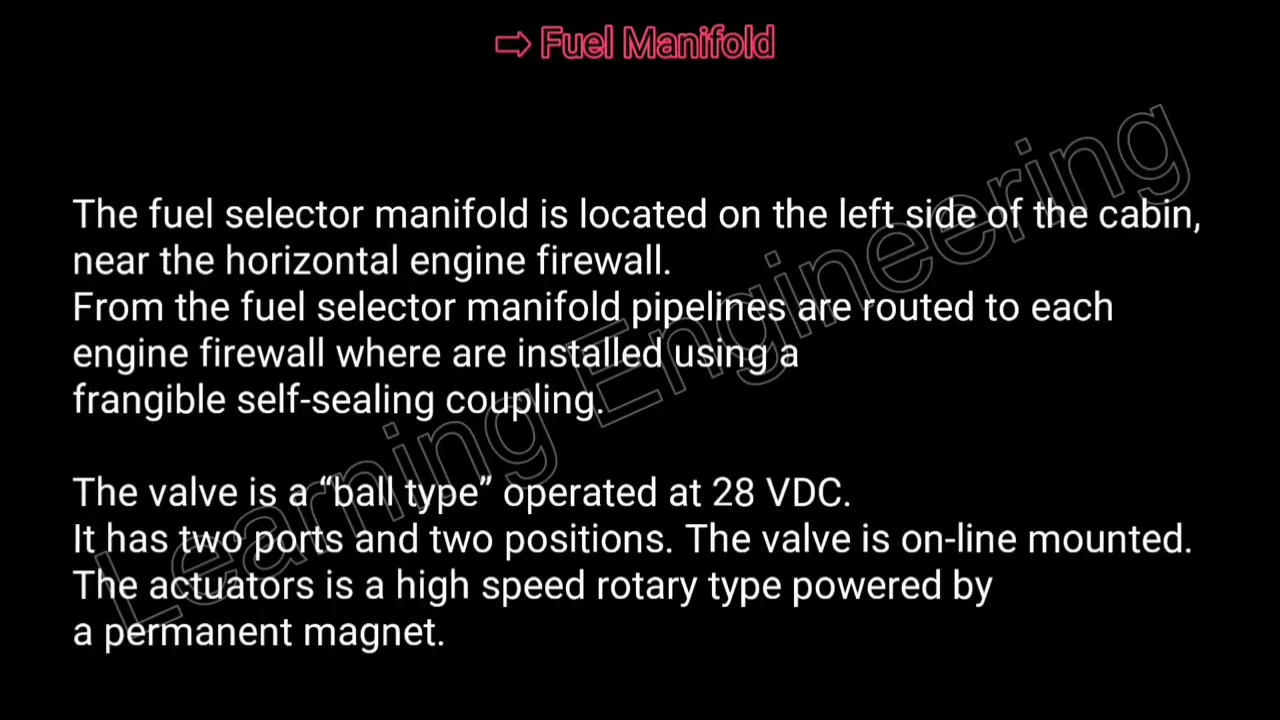 ⇨ Fuel Manifold
The fuel selector manifold is located on the left side of the cabin,
near the horizontal engine firewall.
From the fuel selector manifold pipelines are routed to each
engine firewall where are installed using a
frangible self-sealing coupling.
The valve is a “ball type” operated at 28 VDC.
It has two ports and two positions. The valve is on-line mounted.
The actuators is a high speed rotary type powered by
a permanent magnet.
Learning Engineering